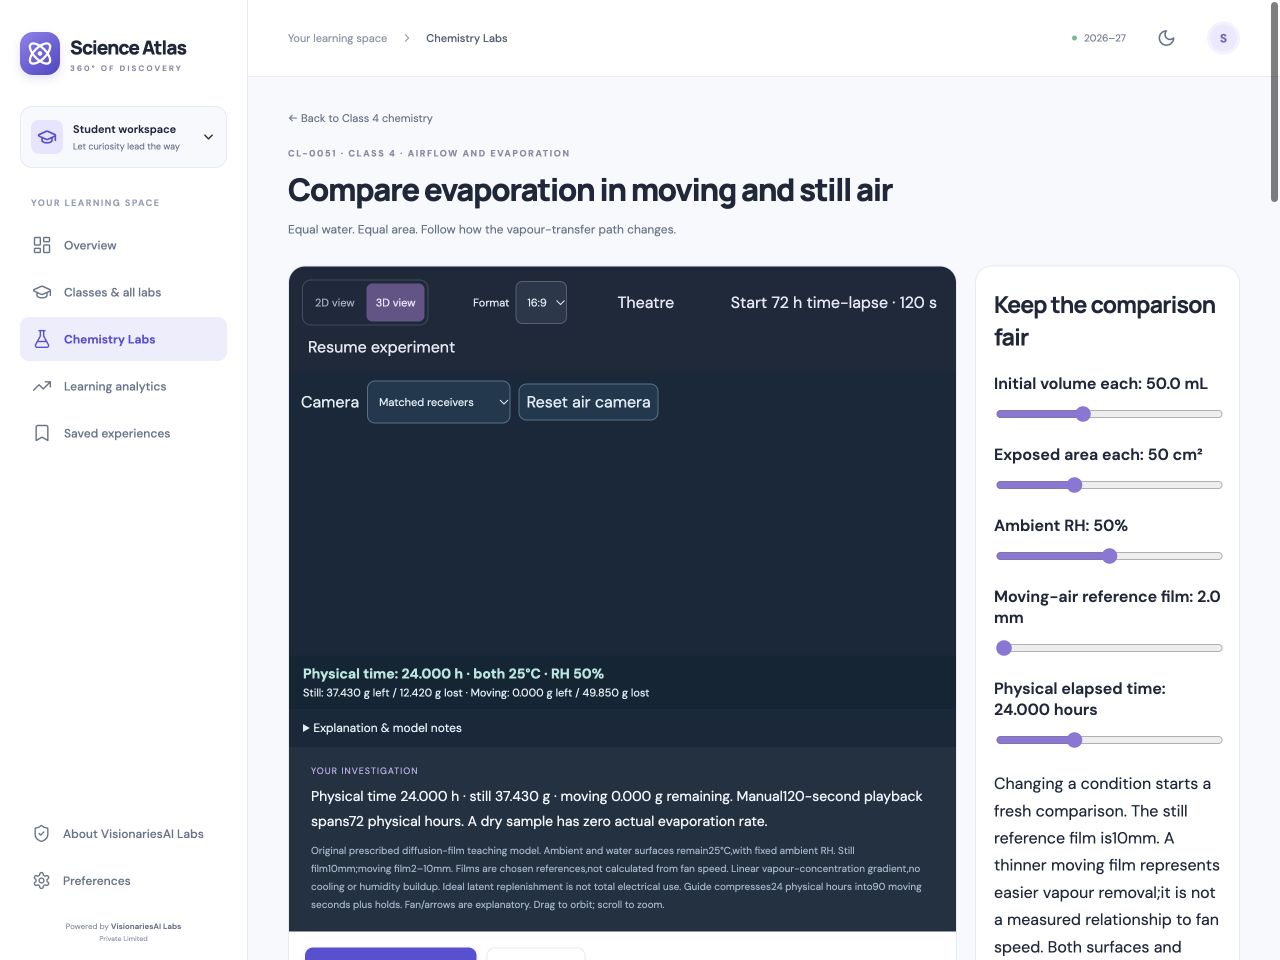 Science Atlas
360° OF DISCOVERY
Student workspace
Let curiosity lead the way
YOUR LEARNING SPACE
Overview
Classes & all labs
Chemistry Labs
Learning analytics
Saved experiences
About VisionariesAI Labs
Preferences
Powered by VisionariesAI Labs
Private Limited
Your learning space > Chemistry Labs
2026–27
S
← Back to Class 4 chemistry
CL-0051 · CLASS 4 · AIRFLOW AND EVAPORATION
Compare evaporation in moving and still air
Equal water. Equal area. Follow how the vapour-transfer path changes.
2D view 3D view Format 16:9 Theatre Start 72 h time-lapse · 120 s
Resume experiment
Camera Matched receivers Reset air camera
Physical time: 24.000 h · both 25°C · RH 50%
Still: 37.430 g left / 12.420 g lost · Moving: 0.000 g left / 49.850 g lost
▶ Explanation & model notes
YOUR INVESTIGATION
Physical time 24.000 h · still 37.430 g · moving 0.000 g remaining. Manual120-second playback
spans72 physical hours. A dry sample has zero actual evaporation rate.
Original prescribed diffusion-film teaching model. Ambient and water surfaces remain25°C,with fixed ambient RH. Still
film10mm;moving film2–10mm. Films are chosen references,not calculated from fan speed. Linear vapour-concentration gradient,no
cooling or humidity buildup. Ideal latent replenishment is not total electrical use. Guide compresses24 physical hours into90 moving
seconds plus holds. Fan/arrows are explanatory. Drag to orbit; scroll to zoom.
Keep the comparison
fair
Initial volume each: 50.0 mL
Exposed area each: 50 cm²
Ambient RH: 50%
Moving-air reference film: 2.0
mm
Physical elapsed time:
24.000 hours
Changing a condition starts a
fresh comparison. The still
reference film is10mm. A
thinner moving film represents
easier vapour removal;it is not
a measured relationship to fan
speed. Both surfaces and